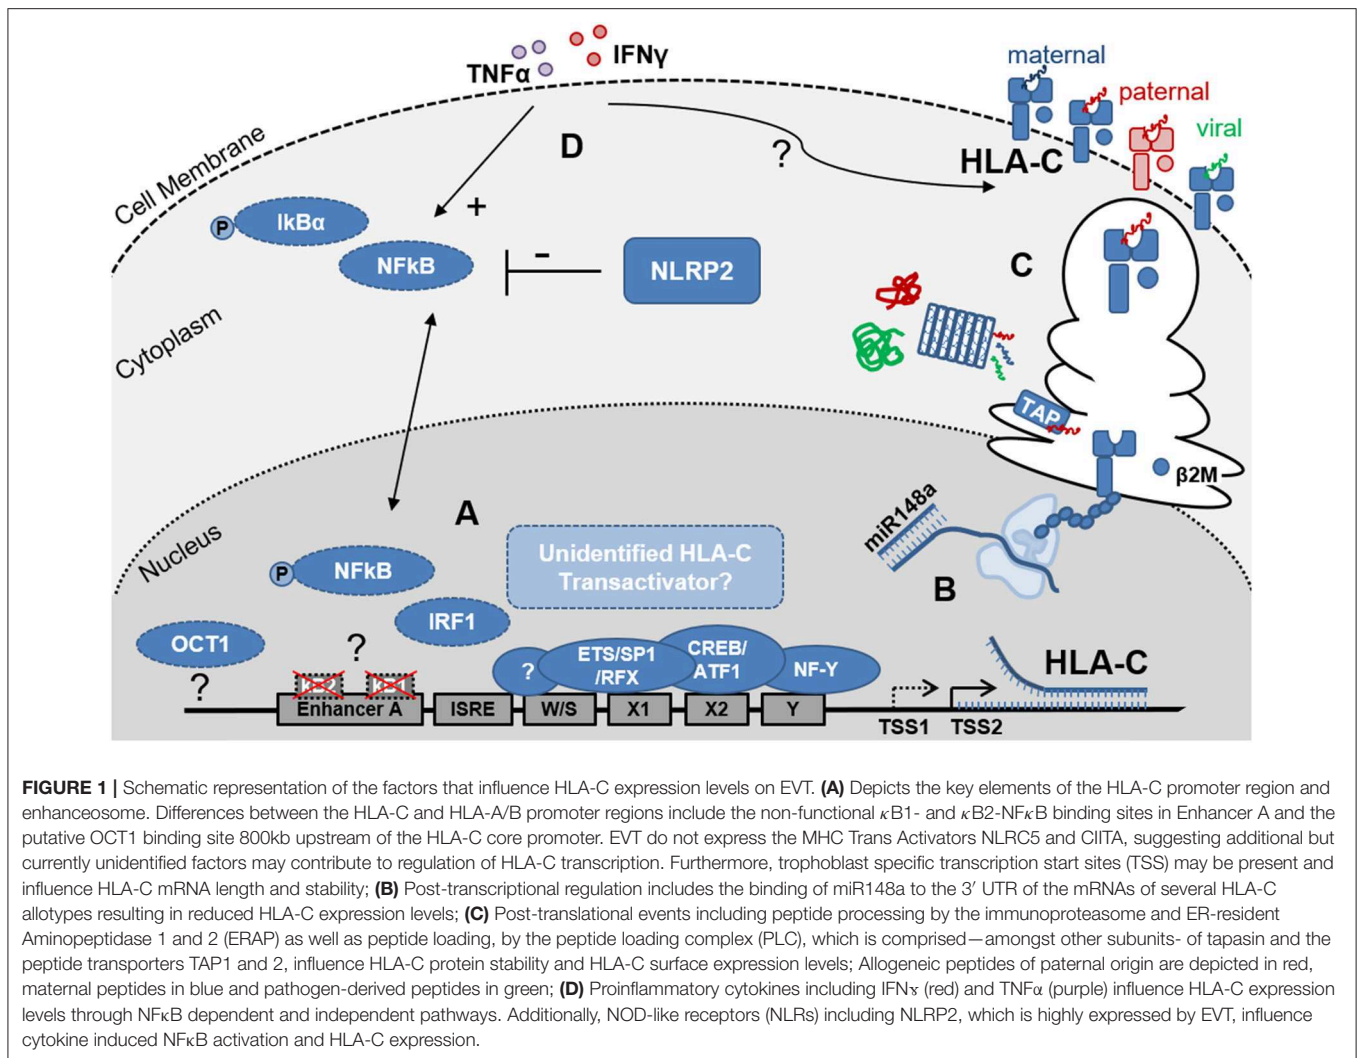 TNFα
IFNγ
maternal
paternal
viral
Cell Membrane
D
?
HLA-C
P
IkBα
+
NFkB
-
NLRP2
C
Cytoplasm
TAP
β2M
miR148a
A
Nucleus
Unidentified HLA-C
Transactivator?
B
P
NFkB
IRF1
OCT1
?
?
?
ETS/SP1
/RFX
CREB/
ATF1
NF-Y
HLA-C
Enhancer A
ISRE
W/S
X1
X2
Y
TSS1
TSS2
FIGURE 1 | Schematic representation of the factors that influence HLA-C expression levels on EVT. (A) Depicts the key elements of the HLA-C promoter region and
enhanceosome. Differences between the HLA-C and HLA-A/B promoter regions include the non-functional κB1- and κB2-NFκB binding sites in Enhancer A and the
putative OCT1 binding site 800kb upstream of the HLA-C core promoter. EVT do not express the MHC Trans Activators NLRC5 and CIITA, suggesting additional but
currently unidentified factors may contribute to regulation of HLA-C transcription. Furthermore, trophoblast specific transcription start sites (TSS) may be present and
influence HLA-C mRNA length and stability; (B) Post-transcriptional regulation includes the binding of miR148a to the 3′ UTR of the mRNAs of several HLA-C
allotypes resulting in reduced HLA-C expression levels; (C) Post-translational events including peptide processing by the immunoproteasome and ER-resident
Aminopeptidase 1 and 2 (ERAP) as well as peptide loading, by the peptide loading complex (PLC), which is comprised—amongst other subunits- of tapasin and the
peptide transporters TAP1 and 2, influence HLA-C protein stability and HLA-C surface expression levels; Allogeneic peptides of paternal origin are depicted in red,
maternal peptides in blue and pathogen-derived peptides in green; (D) Proinflammatory cytokines including IFNɤ (red) and TNFα (purple) influence HLA-C expression
levels through NFκB dependent and independent pathways. Additionally, NOD-like receptors (NLRs) including NLRP2, which is highly expressed by EVT, influence
cytokine induced NFκB activation and HLA-C expression.